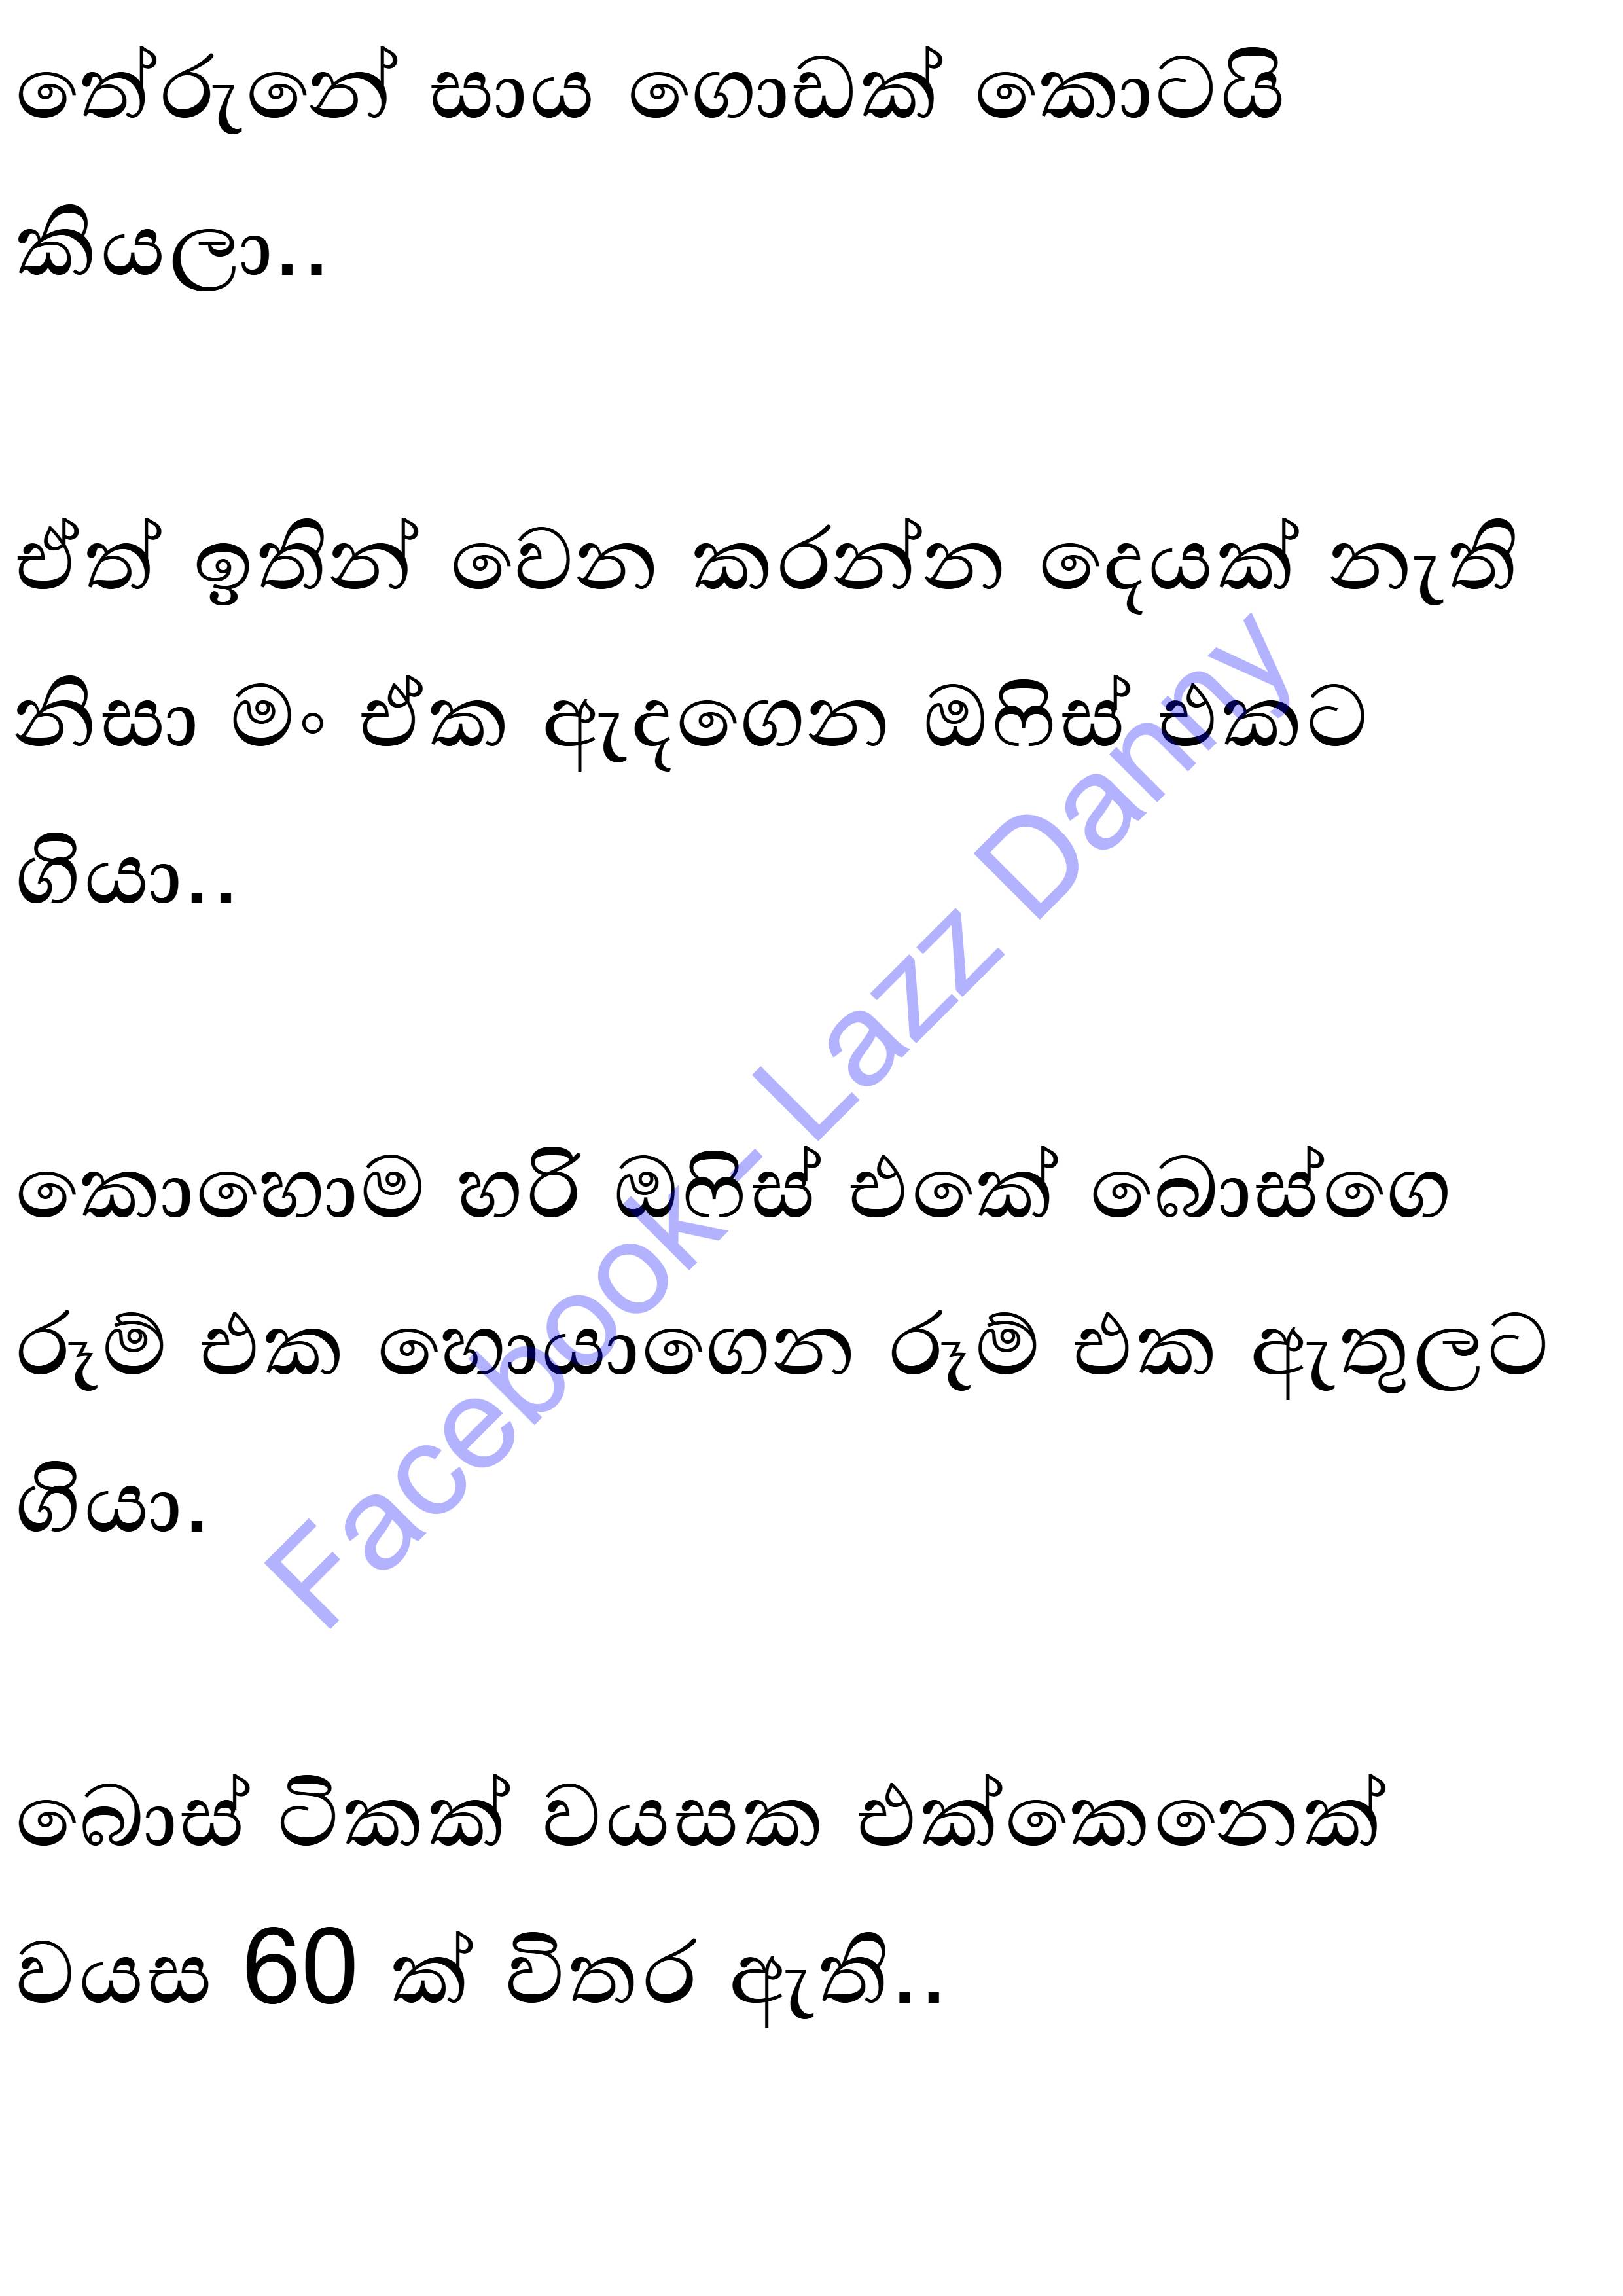 තේරුනේ සාය ගොඩක් කොටයි
කියලා..
ඒත් ඉතිත් වෙන කරන්න දෙයක් නැති
නිසා මං ඒක ඇදගෙන ඔෆිස් එකට
ගියා..
කොහොම හරි ඔෆිස් එකේ බොස්ගෙ
රූම් එක හොයාගෙන රූම් එක ඇතුලට
ගියා.
බොස් ටිකක් වයසක එක්කෙනෙක්
වයස 60 ක් විතර ඇති..
Facebook- Lazz Danny